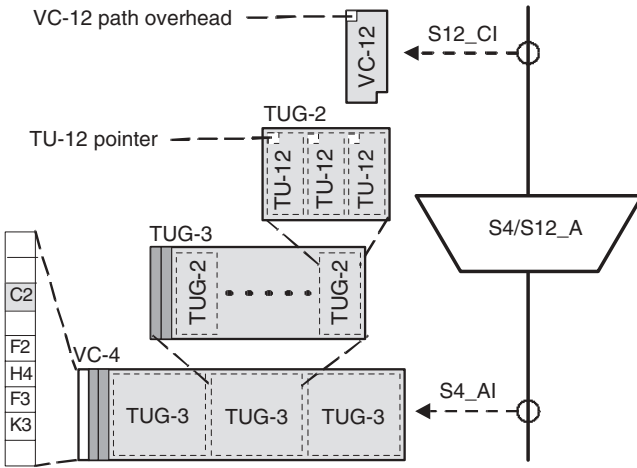 VC-12 path overhead
VC-12
S12_CI
TUG-2
TU-12 pointer
TU-12
TU-12
TU-12
S4/S12_A
TUG-3
TUG-2
TUG-2
C2
F2
H4
F3
K3
VC-4
TUG-3
TUG-3
TUG-3
S4_AI